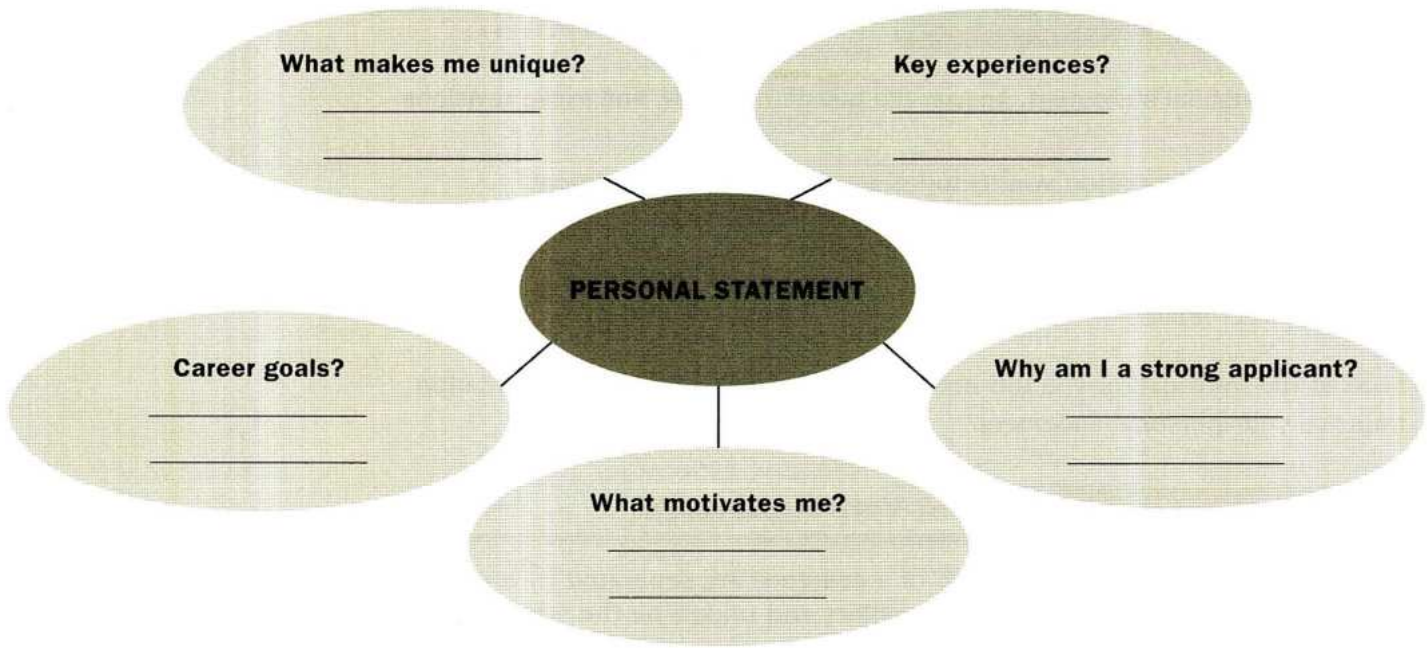 What makes me unique?
Key experiences?
PERSONAL STATEMENT
Career goals?
Why am I a strong applicant?
What motivates me?